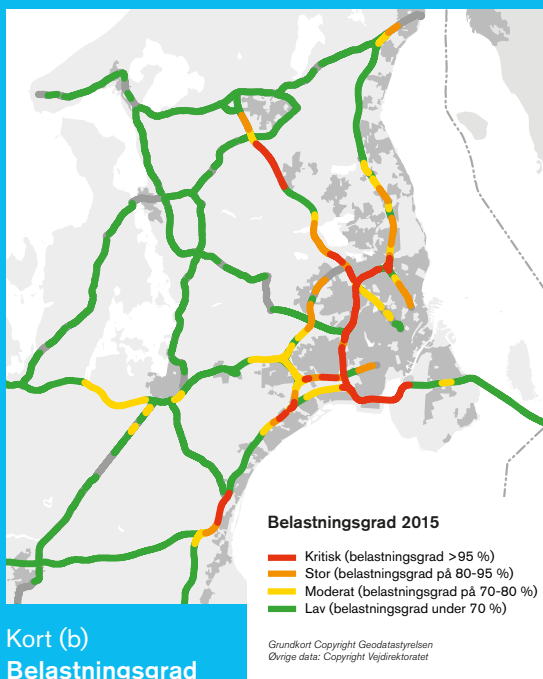 Belastningsgrad 2015
Kritisk (belastningsgrad >95 %)
Stor (belastningsgrad på 80-95 %)
Moderat (belastningsgrad på 70-80 %)
Lav (belastningsgrad under 70 %)
Grundkort Copyright Geodatastyrelsen
Øvrige data: Copyright Vejdirektoratet
Kort (b)
Belastningsgrad